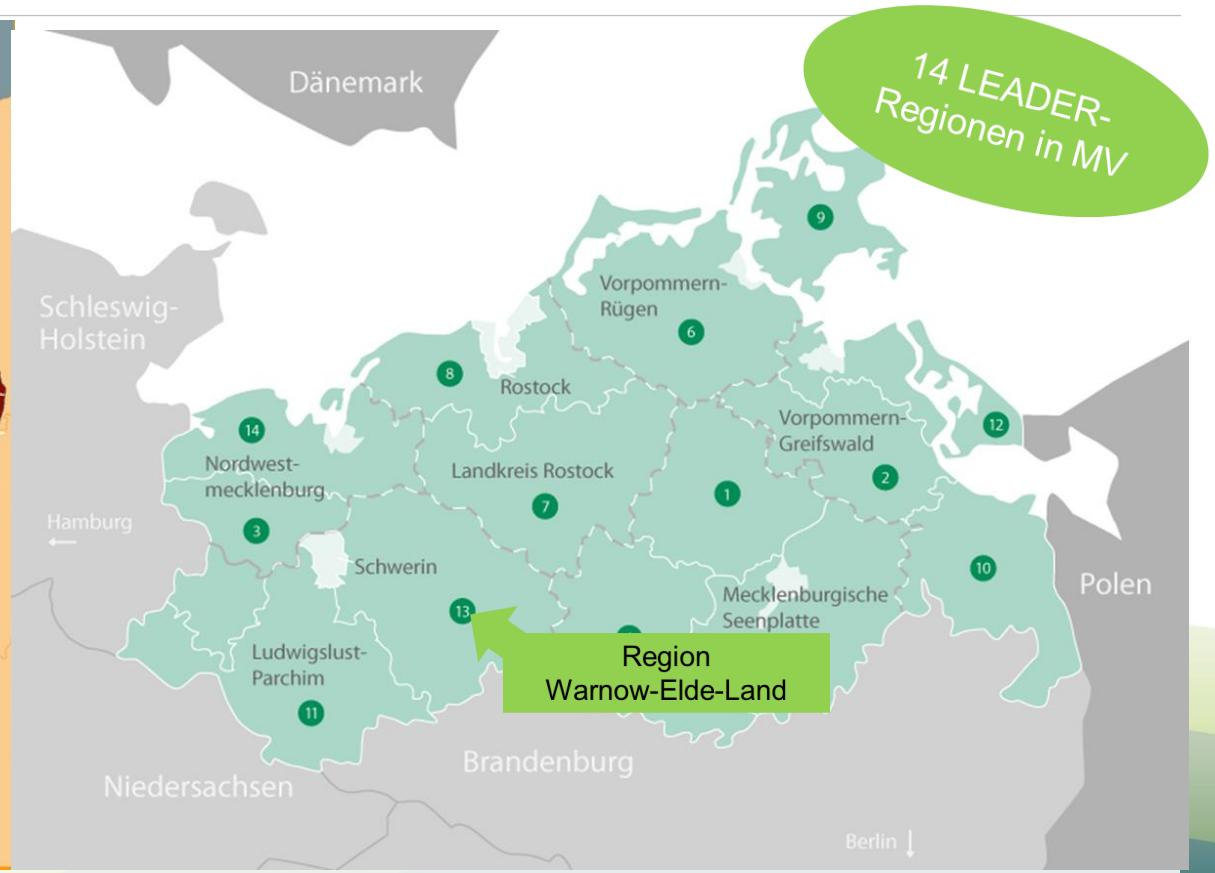 Dänemark
14 LEADER-
Regionen in MV
9
Schleswig-
Holstein
Vorpommern-
Rügen
6
8
Rostock
14
Nordwest-
mecklenburg
Landkreis Rostock
7
Vorpommern-
Greifswald
12
2
1
Hamburg
3
Schwerin
10
Polen
13
Mecklenburgische
Seenplatte
Ludwigslust-
Parchim
11
Region
Warnow-Elde-Land
Brandenburg
Niedersachsen
Berlin